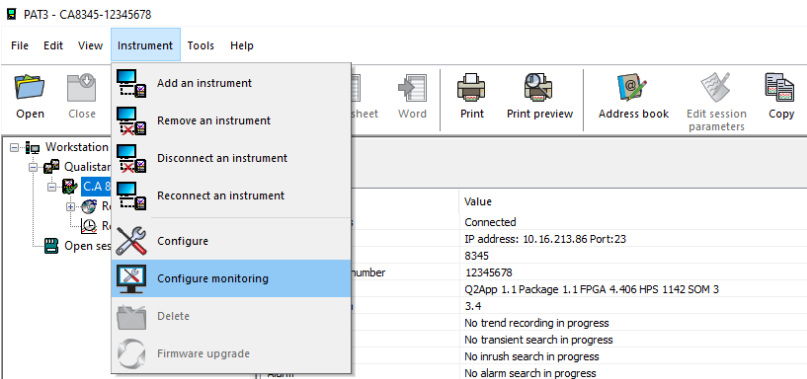 PAT3 - CA8345-12345678
File Edit View Instrument Tools Help
Open Close Word Print Print preview Address book Edit session parameters Copy
Add an instrument
Remove an instrument
Disconnect an instrument
Reconnect an instrument
Configure
Configure monitoring
Delete
Firmware upgrade
Workstation
Qualistar
C.A 8
Open ses
Value
Connected
IP address: 10.16.213.86 Port:23
8345
12345678
Q2App 1.1 Package 1.1 FPGA 4.406 HPS 1142 SOM 3
3.4
No trend recording in progress
No transient search in progress
No inrush search in progress
Alarm No alarm search in progress